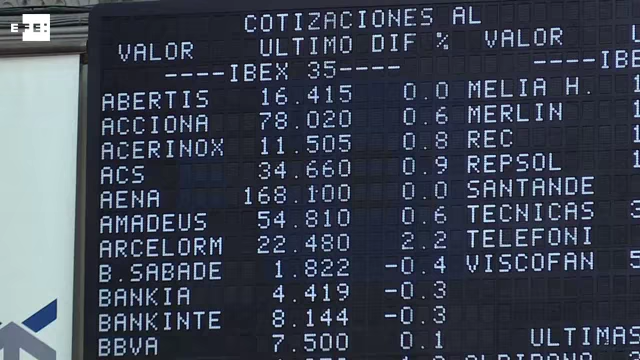 EFE:
COTIZACIONES AL
VALOR ULTIMO DIF % VALOR
----IBEX 35---- ----IBE
ABERTIS 16.415 0.0 MELIA H.
ACCIONA 78.020 0.6 MERLIN
ACERINOX 11.505 0.8 REC
ACS 34.660 0.9 REPSOL
AENA 168.100 0.0 SANTANDE
AMADEUS 54.810 0.6 TECNICAS 3
ARCELORM 22.480 2.2 TELEFONI
B.SABADE 1.822 -0.4 VISCOFAN 5
BANKIA 4.419 -0.3
BANKINTE 8.144 -0.3
BBVA 7.500 0.1 ULTIMAS